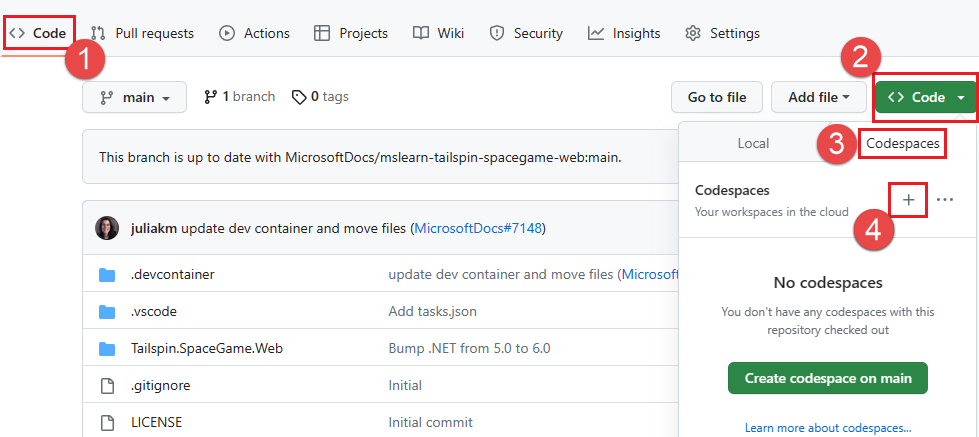 Code Pull requests Actions Projects Wiki Security Insights Settings
1
2
main 1 branch 0 tags Go to file Add file Code
This branch is up to date with MicrosoftDocs/mslearn-tailspin-spacegame-web:main.
Local 3 Codespaces
Codespaces
Your workspaces in the cloud
+ ...
4
juliakm update dev container and move files (MicrosoftDocs#7148)
.devcontainer update dev container and move files (Microsoft
.vscode Add tasks.json
Tailspin.SpaceGame.Web Bump .NET from 5.0 to 6.0
.gitignore Initial
LICENSE Initial commit
No codespaces
You don't have any codespaces with this
repository checked out
Create codespace on main
Learn more about codespaces...